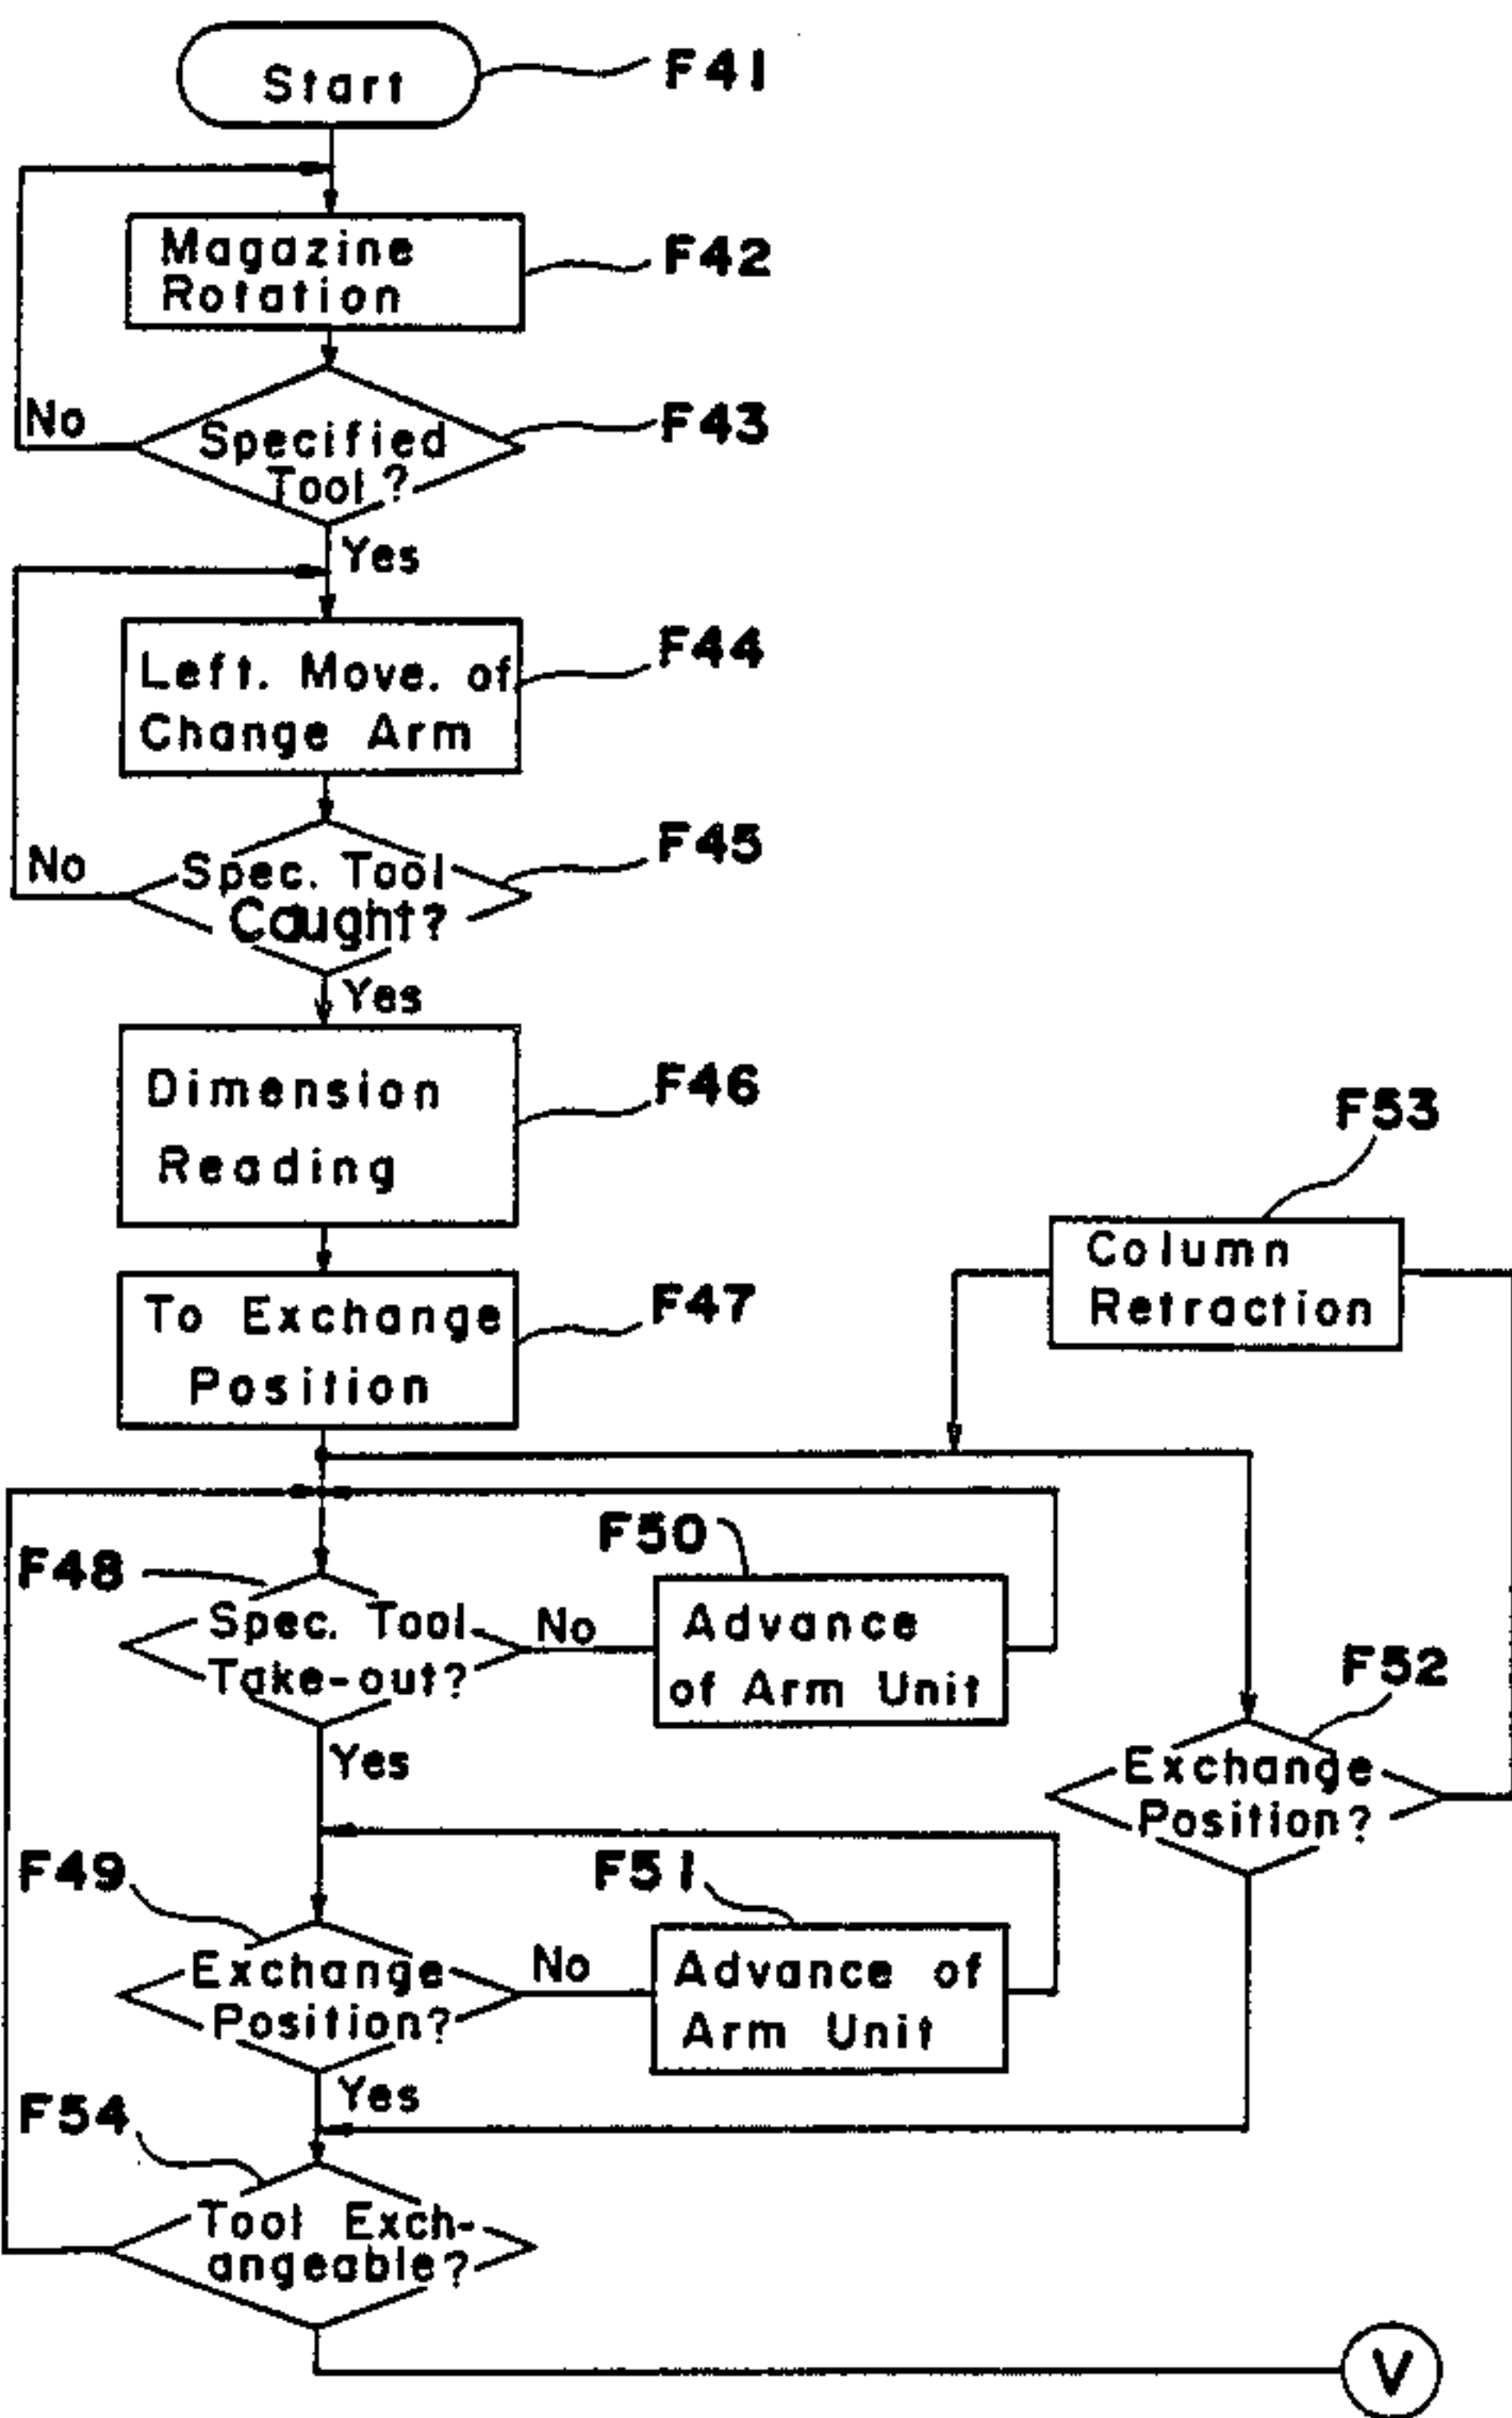 Start
F41
Magazine
Rotation
F42
No
Specified
Tool?
F43
Yes
Left. Move. of
Change Arm
F44
No
Spec. Tool
Caught?
F45
Yes
Dimension
Reading
F46
F53
Column
Retraction
To Exchange
Position
F47
F48
Spec. Tool
Take-out?
No
F50
Advance
of Arm Unit
Yes
F52
Exchange
Position?
F49
Exchange
Position?
No
F51
Advance of
Arm Unit
Yes
F54
Tool Exch-
angeable?
V